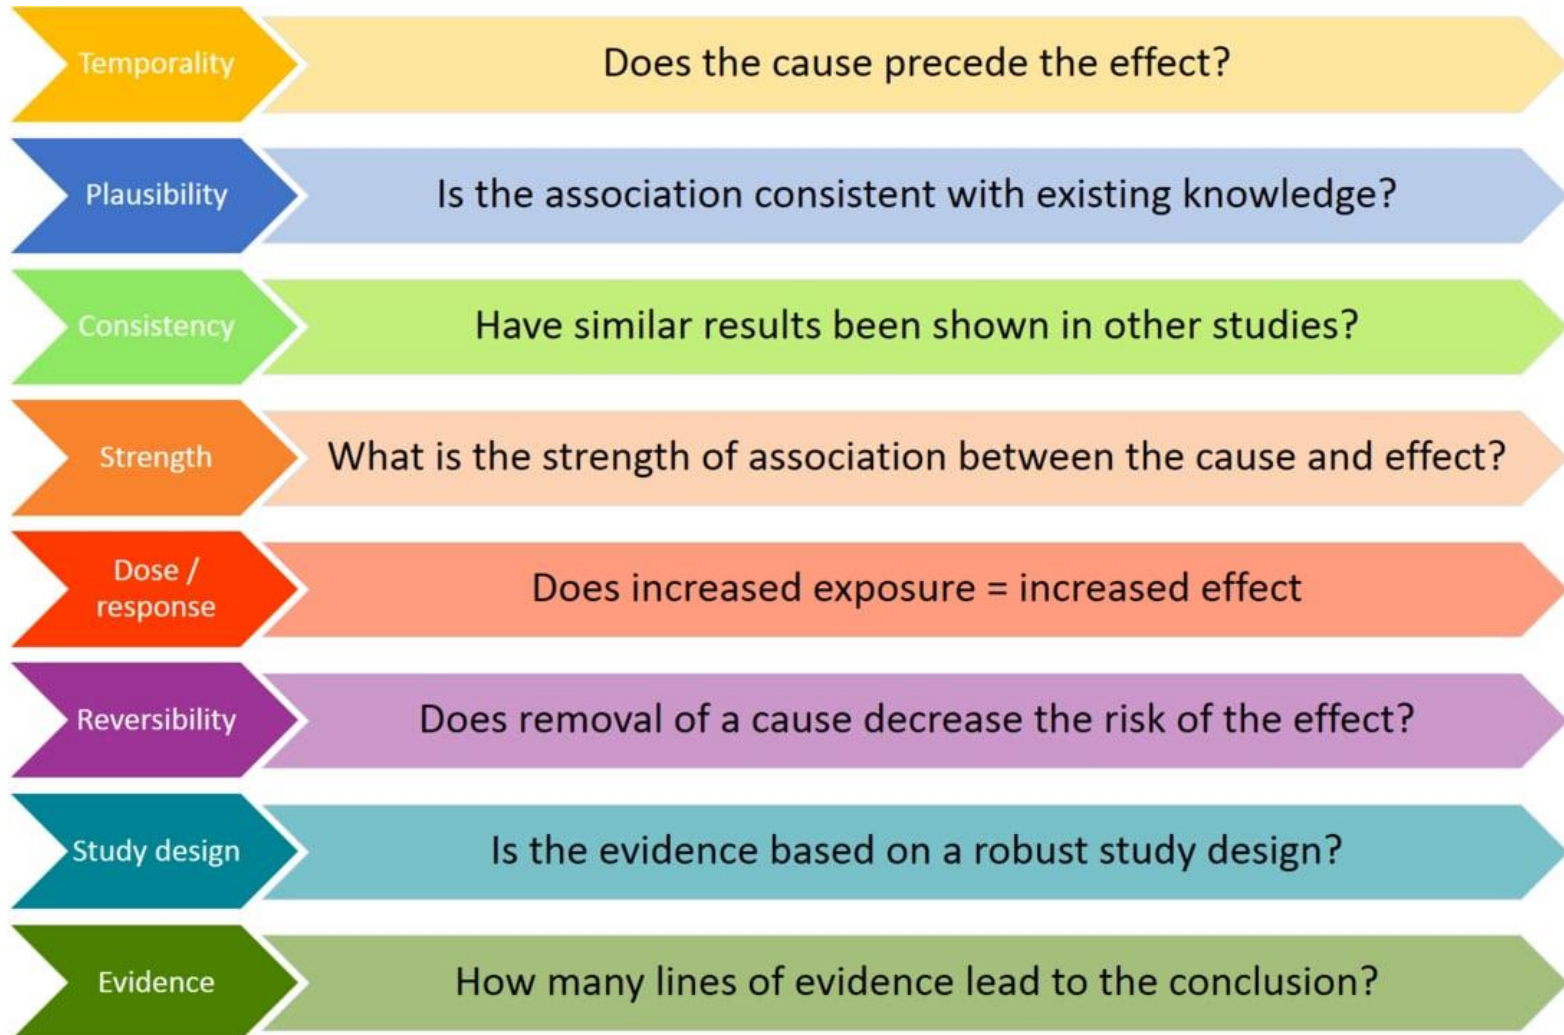 Temporality
Does the cause precede the effect?
Plausibility
Is the association consistent with existing knowledge?
Consistency
Have similar results been shown in other studies?
Strength
What is the strength of association between the cause and effect?
Dose /
response
Does increased exposure = increased effect
Reversibility
Does removal of a cause decrease the risk of the effect?
Study design
Is the evidence based on a robust study design?
Evidence
How many lines of evidence lead to the conclusion?